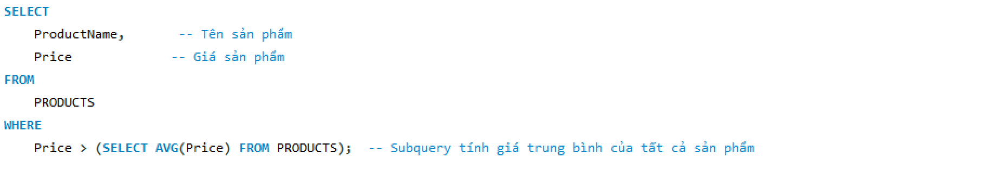 SELECT
    ProductName,       -- Tên sản phẩm
    Price             -- Giá sản phẩm
FROM
    PRODUCTS
WHERE
    Price > (SELECT AVG(Price) FROM PRODUCTS);  -- Subquery tính giá trung bình của tất cả sản phẩm